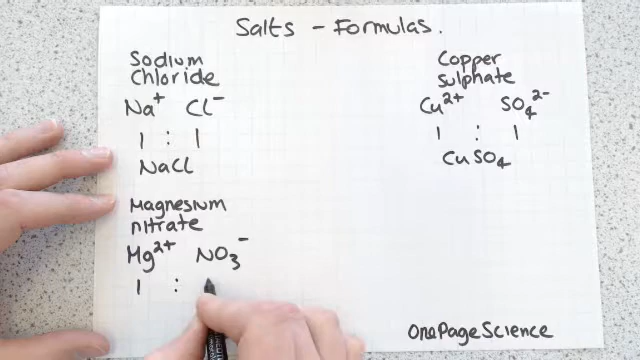 Salts - Formulas.
Sodium
Chloride
Na⁺ Cl⁻
1 : 1
NaCl
Copper
Sulphate
Cu²⁺ SO₄²⁻
1 : 1
CuSO₄
Magnesium
nitrate
Mg²⁺ NO₃⁻
1 :
OnePageScience